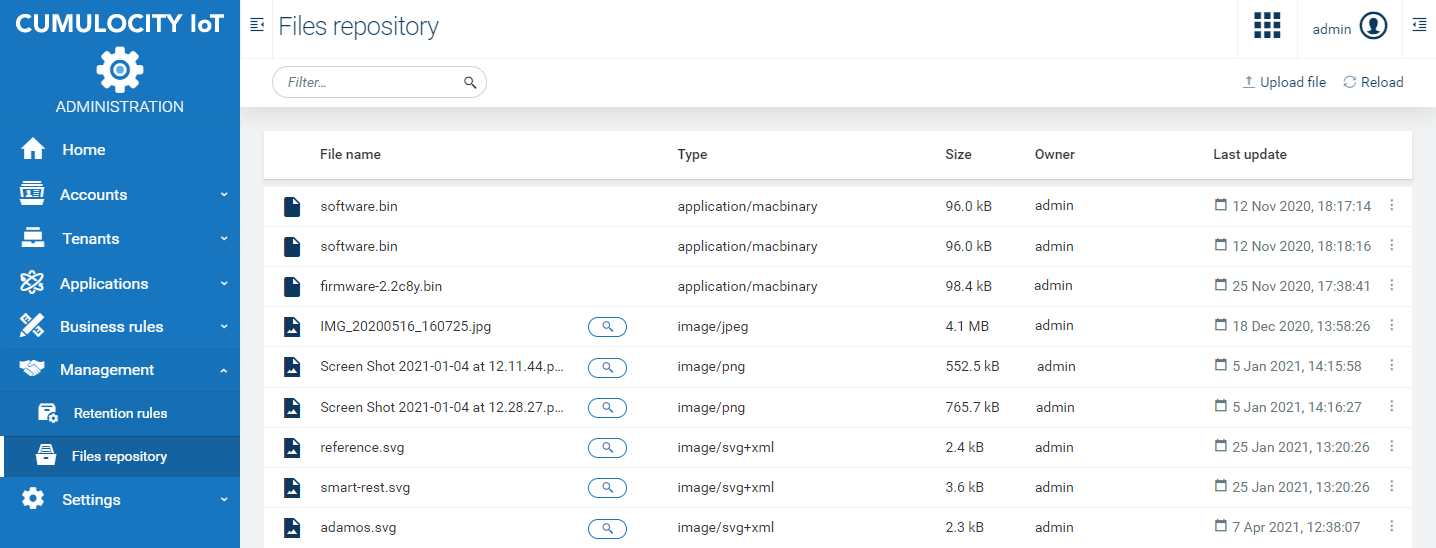 CUMULOCITY IoT
ADMINISTRATION
Home
Accounts
Tenants
Applications
Business rules
Management
Retention rules
Files repository
Settings
Files repository
admin
Filter...
Upload file Reload
File name Type Size Owner Last update
software.bin application/macbinary 96.0 kB admin 12 Nov 2020, 18:17:14
software.bin application/macbinary 96.0 kB admin 12 Nov 2020, 18:18:16
firmware-2.2c8y.bin application/macbinary 98.4 kB admin 25 Nov 2020, 17:38:41
IMG_20200516_160725.jpg image/jpeg 4.1 MB admin 18 Dec 2020, 13:58:26
Screen Shot 2021-01-04 at 12.11.44.p... image/png 552.5 kB admin 5 Jan 2021, 14:15:58
Screen Shot 2021-01-04 at 12.28.27.p... image/png 765.7 kB admin 5 Jan 2021, 14:16:27
reference.svg image/svg+xml 2.4 kB admin 25 Jan 2021, 13:20:26
smart-rest.svg image/svg+xml 3.6 kB admin 25 Jan 2021, 13:20:26
adamos.svg image/svg+xml 2.3 kB admin 7 Apr 2021, 12:38:07